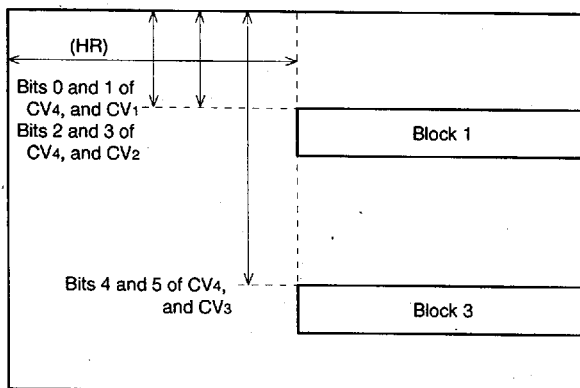 (HR)
Bits 0 and 1 of
CV4, and CV1
Bits 2 and 3 of
CV4, and CV2
Block 1
Bits 4 and 5 of CV4,
and CV3
Block 3